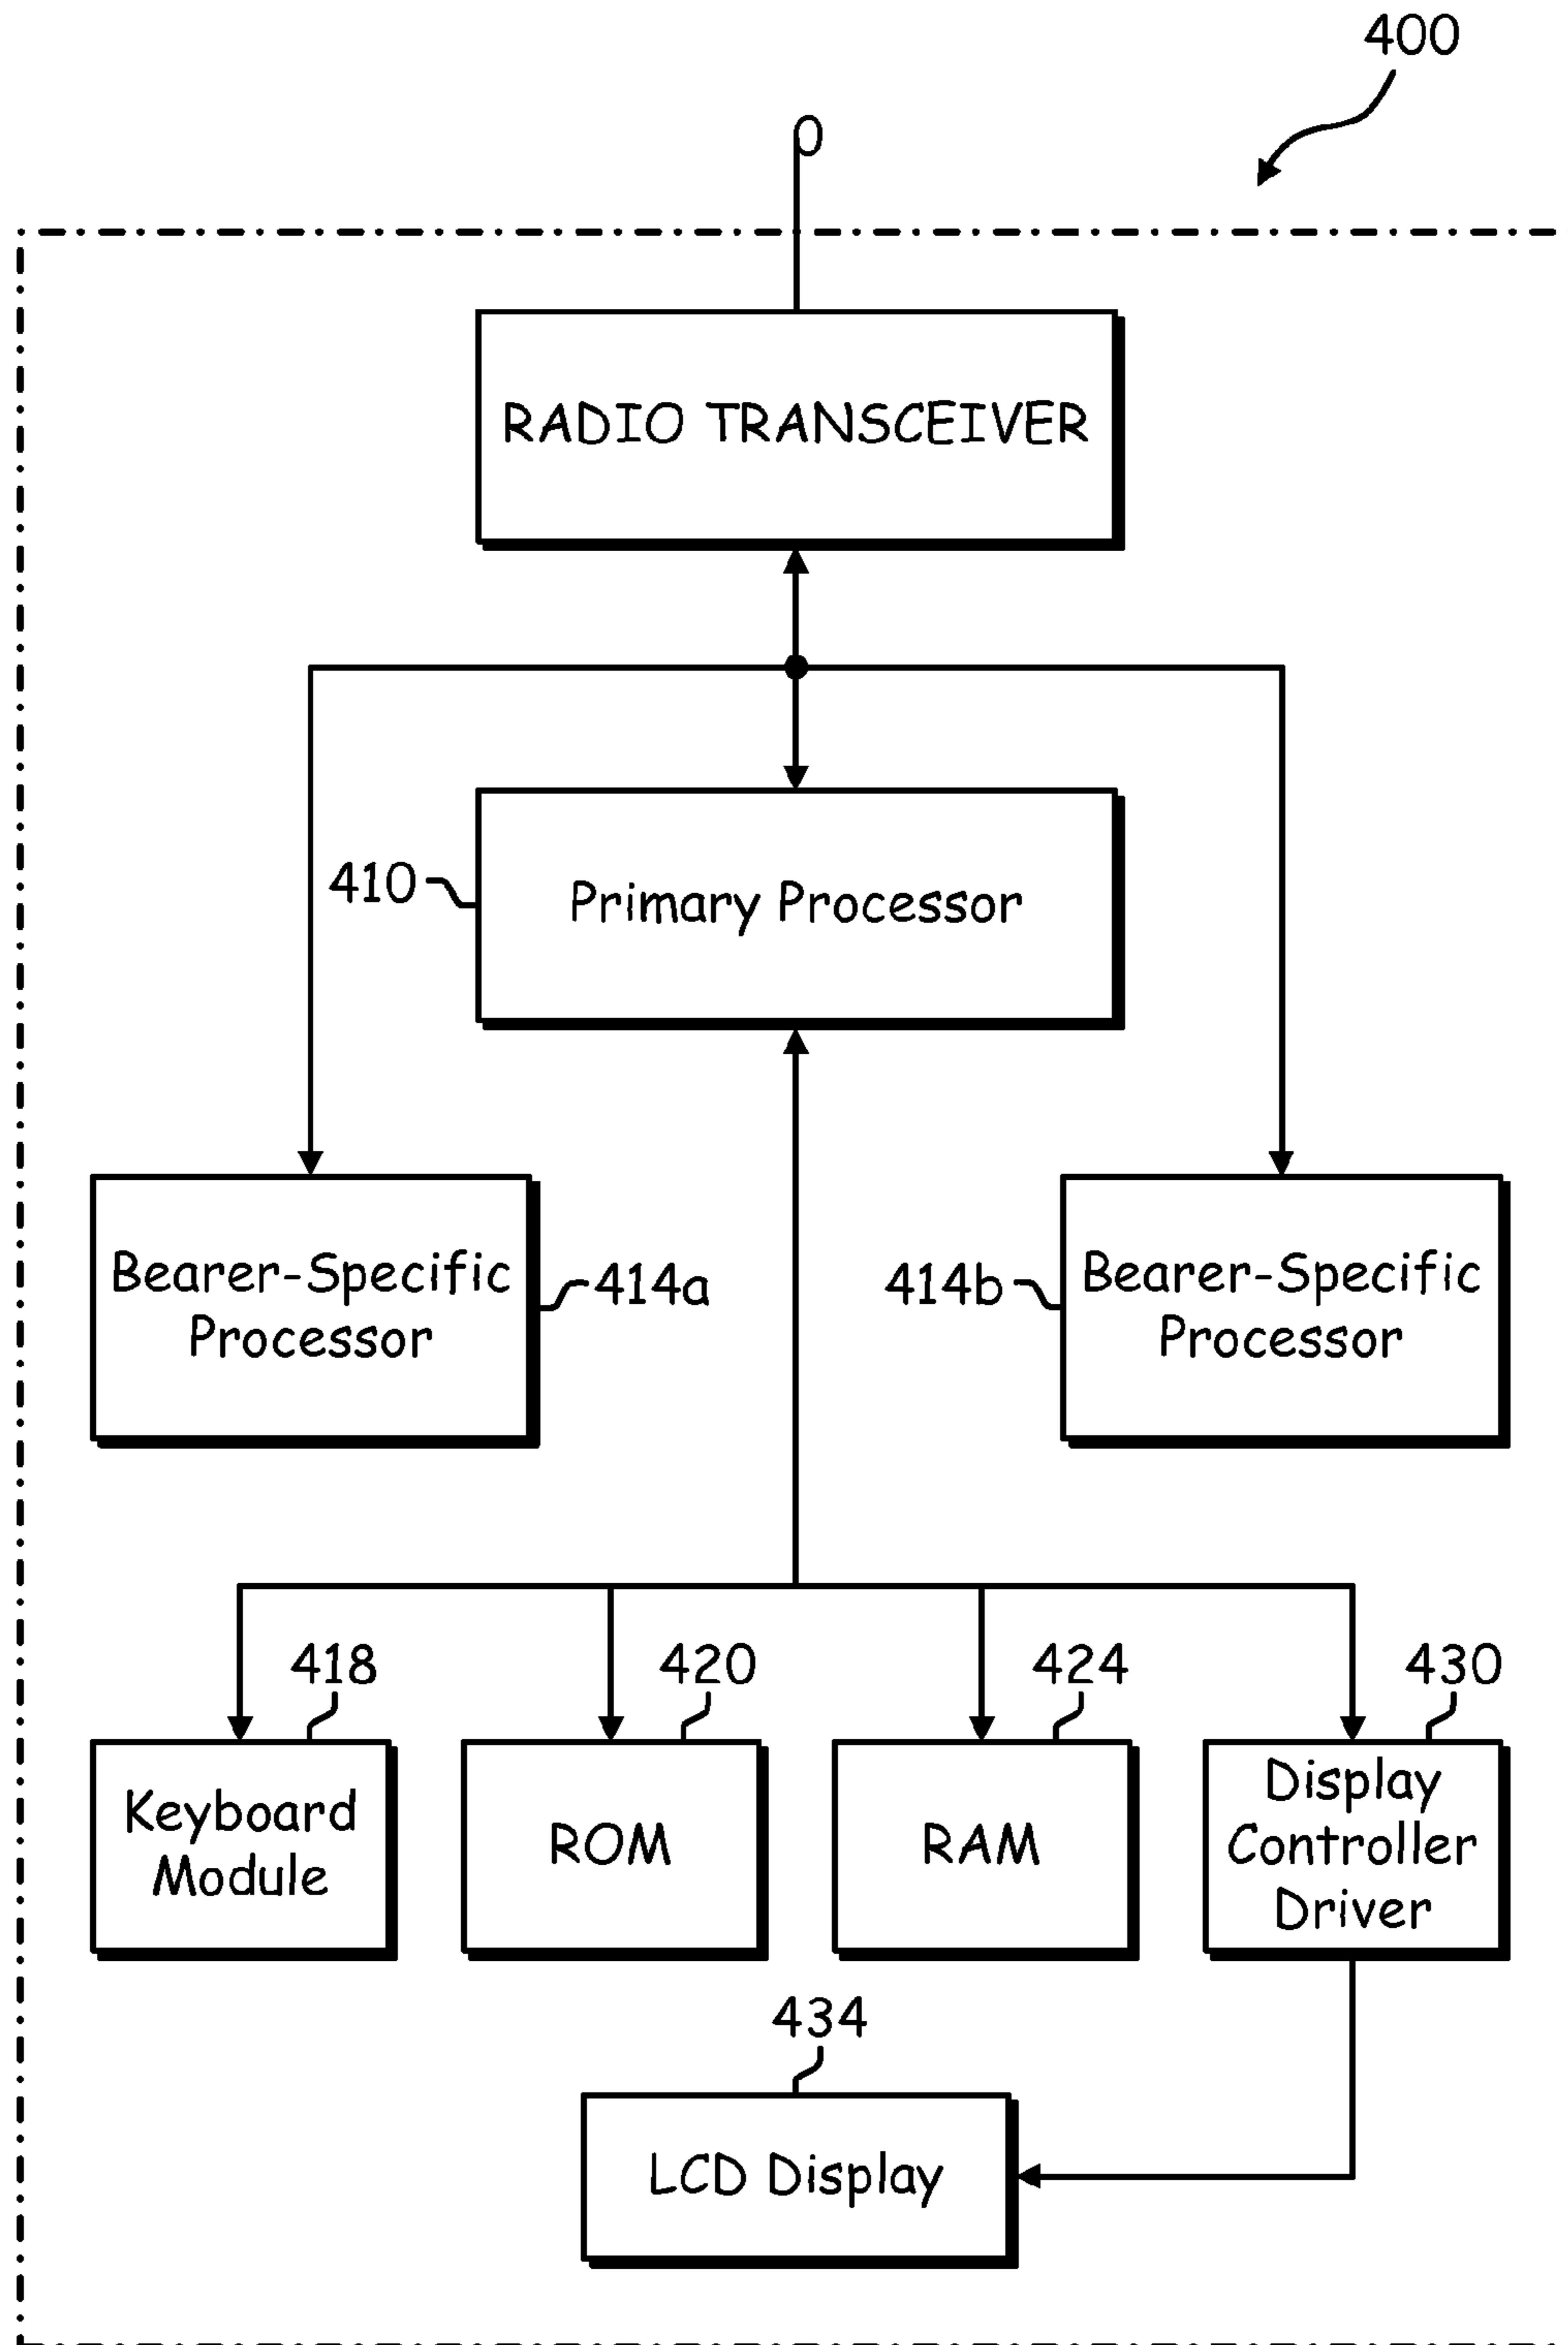 400
RADIO TRANSCEIVER
410
Primary Processor
Bearer-Specific
Processor
414a
414b
Bearer-Specific
Processor
418
420
424
430
Keyboard
Module
ROM
RAM
Display
Controller
Driver
434
LCD Display